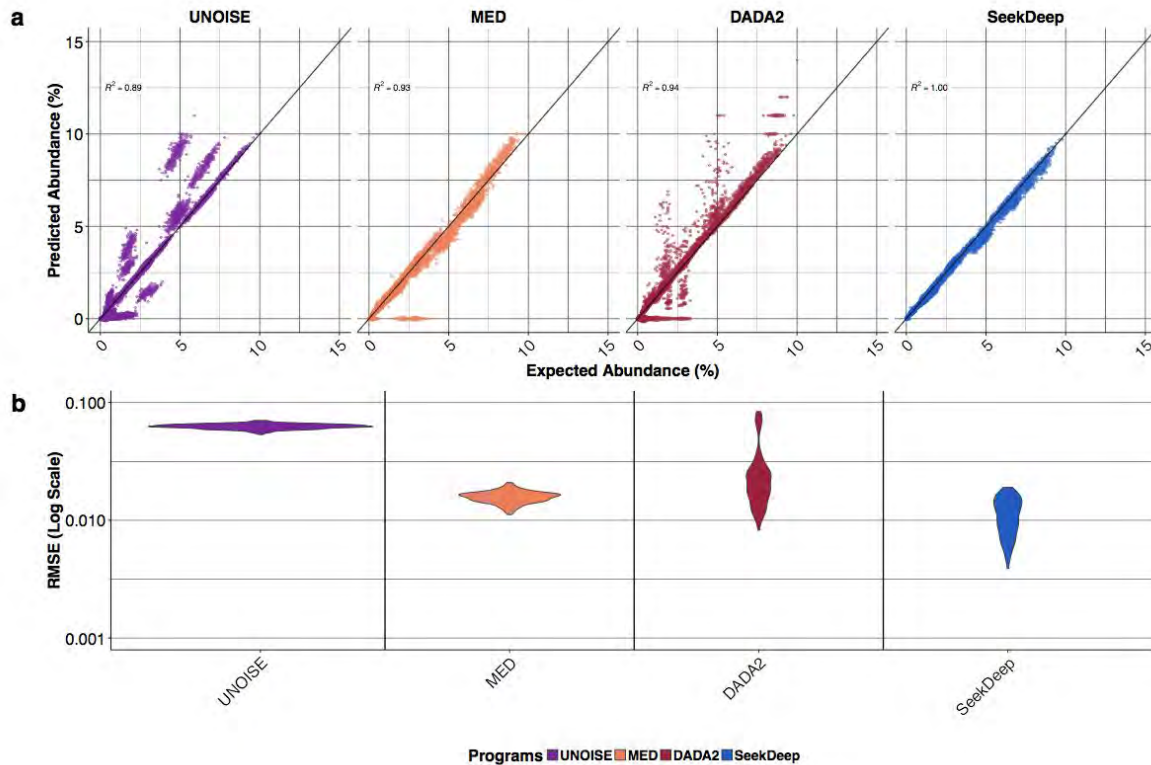 a
UNOISE MED DADA2 SeekDeep
Predicted Abundance (%)
15
10
5
0
R² = 0.89 R² = 0.93 R² = 0.94 R² = 1.00
0 5 10 15 0 5 10 15 0 5 10 15 0 5 10 15
Expected Abundance (%)
b
RMSE (Log Scale)
0.100
0.010
0.001
UNOISE MED DADA2 SeekDeep
Programs UNOISE MED DADA2 SeekDeep